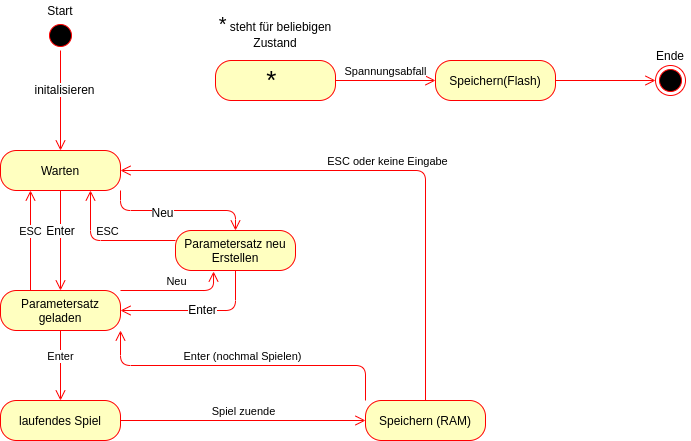 Start
* steht für beliebigen
Zustand
Ende
*
Spannungsabfall
Speichern(Flash)
initalisieren
Warten
ESC oder keine Eingabe
Neu
ESC
Enter
ESC
Parametersatz neu
Erstellen
Neu
Parametersatz
geladen
Enter
Enter
Enter (nochmal Spielen)
laufendes Spiel
Spiel zuende
Speichern (RAM)